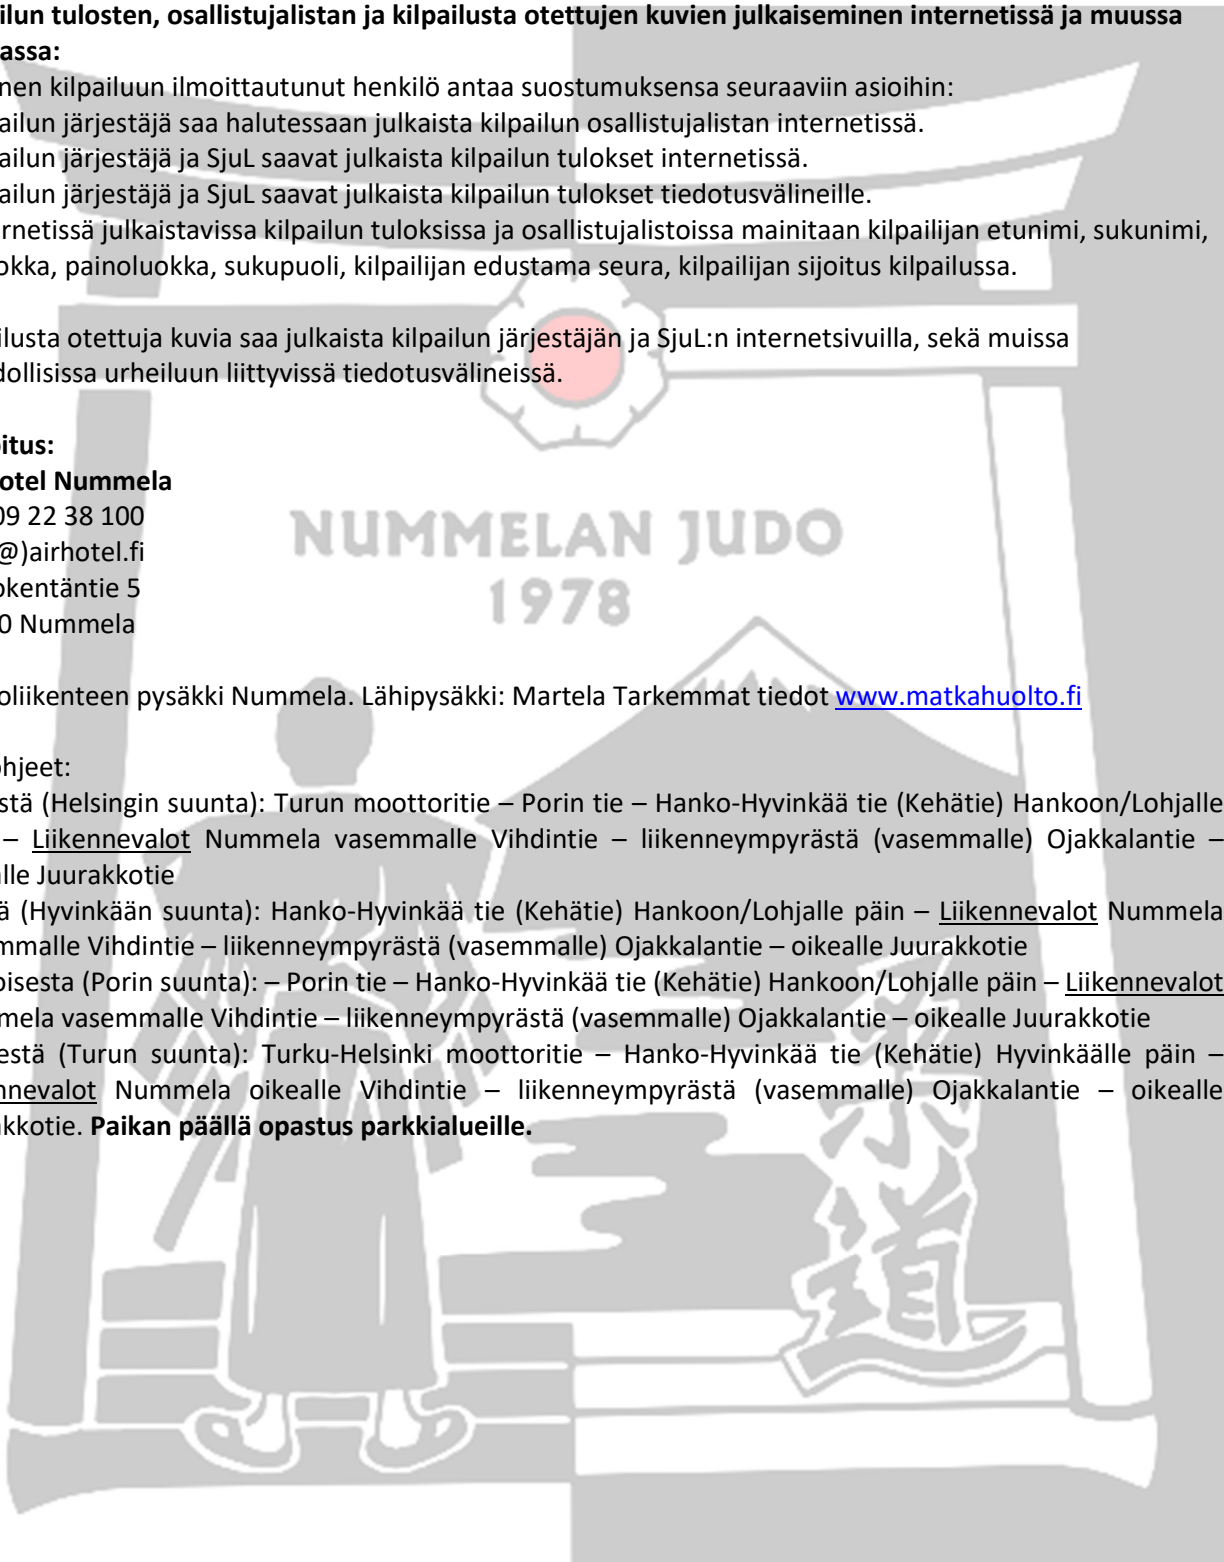 ilun tulosten, osallistujalistan ja kilpailusta otettujen kuvien julkaiseminen internetissä ja muussa
assa:
nen kilpailuun ilmoittautunut henkilö antaa suostumuksensa seuraaviin asioihin:
ailun järjestäjä saa halutessaan julkaista kilpailun osallistujalistan internetissä.
ailun järjestäjä ja SjuL saavat julkaista kilpailun tulokset internetissä.
ailun järjestäjä ja SjuL saavat julkaista kilpailun tulokset tiedotusvälineille.
rnetissä julkaistavissa kilpailun tuloksissa ja osallistujalistoissa mainitaan kilpailijan etunimi, sukunimi,
okka, painoluokka, sukupuoli, kilpailijan edustama seura, kilpailijan sijoitus kilpailussa.
ilusta otettuja kuvia saa julkaista kilpailun järjestäjän ja SjuL:n internetsivuilla, sekä muissa
dollisissa urheiluun liittyvissä tiedotusvälineissä.
itus:
otel Nummela
09 22 38 100
@)airhotel.fi
okentäntie 5
0 Nummela
NUMMELAN JUDO
1978
oliikenteen pysäkki Nummela. Lähipysäkki: Martela Tarkemmat tiedot www.matkahuolto.fi
hjeet:
stä (Helsingin suunta): Turun moottoritie – Porin tie – Hanko-Hyvinkää tie (Kehätie) Hankoon/Lohjalle
– Liikennevalot Nummela vasemmalle Vihdintie – liikenneympyrästä (vasemmalle) Ojakkalantie –
lle Juurakkotie
ä (Hyvinkään suunta): Hanko-Hyvinkää tie (Kehätie) Hankoon/Lohjalle päin – Liikennevalot Nummela
mmalle Vihdintie – liikenneympyrästä (vasemmalle) Ojakkalantie – oikealle Juurakkotie
oisesta (Porin suunta): – Porin tie – Hanko-Hyvinkää tie (Kehätie) Hankoon/Lohjalle päin – Liikennevalot
mela vasemmalle Vihdintie – liikenneympyrästä (vasemmalle) Ojakkalantie – oikealle Juurakkotie
estä (Turun suunta): Turku-Helsinki moottoritie – Hanko-Hyvinkää tie (Kehätie) Hyvinkäälle päin –
nnevalot Nummela oikealle Vihdintie – liikenneympyrästä (vasemmalle) Ojakkalantie – oikealle
kkotie. Paikan päällä opastus parkkialueille.
柔道